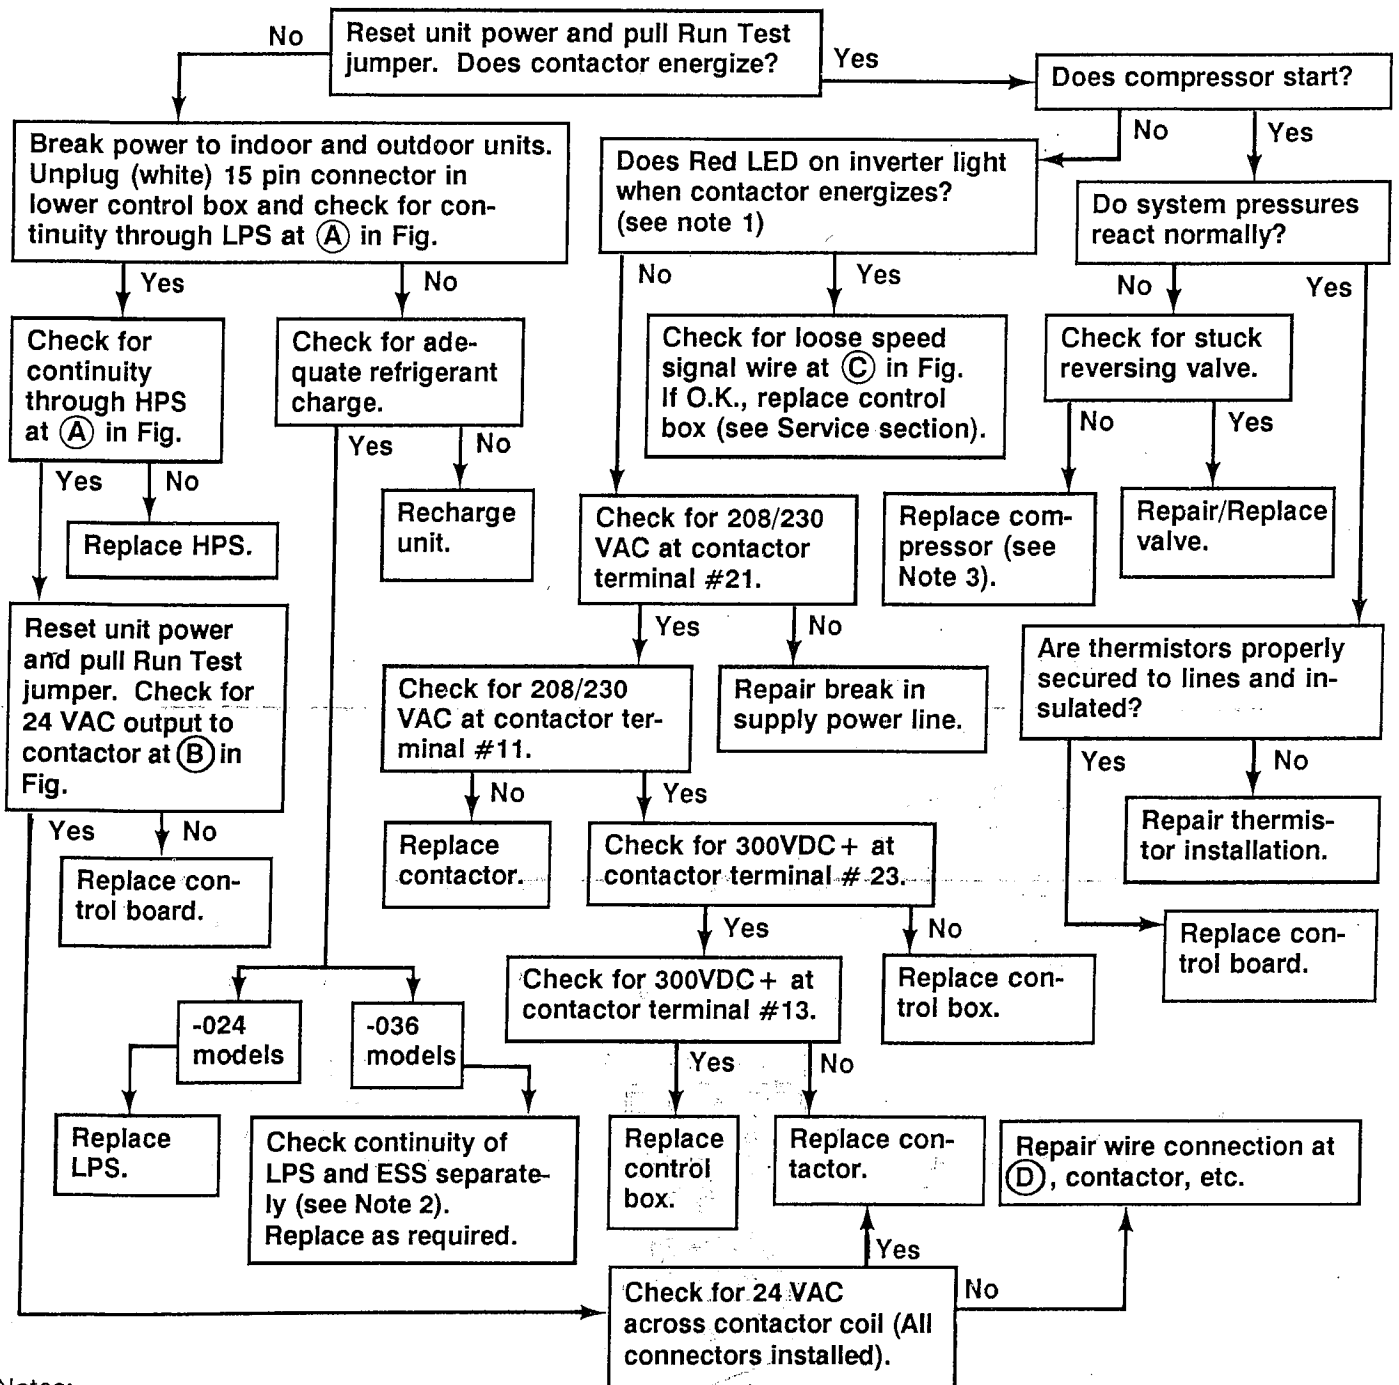 Reset unit power and pull Run Test
jumper. Does contactor energize?
No
Yes
Does compressor start?
No
Yes
Break power to indoor and outdoor units.
Unplug (white) 15 pin connector in
lower control box and check for con-
tinuity through LPS at (A) in Fig.
Yes
No
Does Red LED on inverter light
when contactor energizes?
(see note 1)
No
Yes
Do system pressures
react normally?
No
Yes
Check for
continuity
through HPS
at (A) in Fig.
Yes
No
Check for ade-
quate refrigerant
charge.
Yes
No
Check for loose speed
signal wire at (C) in Fig.
If O.K., replace control
box (see Service section).
Check for stuck
reversing valve.
No
Yes
Replace HPS.
Recharge
unit.
Check for 208/230
VAC at contactor
terminal #21.
Yes
No
Replace com-
pressor (see
Note 3).
Repair/Replace
valve.
Reset unit power
and pull Run Test
jumper. Check for
24 VAC output to
contactor at (B) in
Fig.
Yes
No
Check for 208/230
VAC at contactor ter-
minal #11.
No
Yes
Repair break in
supply power line.
Are thermistors properly
secured to lines and in-
sulated?
Yes
No
Replace con-
trol board.
Replace
contactor.
Check for 300VDC+ at
contactor terminal # 23.
Yes
No
Repair thermis-
tor installation.
Replace con-
trol board.
-024
models
-036
models
Check for 300VDC+ at
contactor terminal #13.
Yes
No
Replace con-
trol box.
Replace
LPS.
Check continuity of
LPS and ESS separate-
ly (see Note 2).
Replace as required.
Replace
control
box.
Replace con-
tactor.
Repair wire connection at
(D), contactor, etc.
Yes
No
Check for 24 VAC
across contactor coil (All
connectors installed).
Notes: